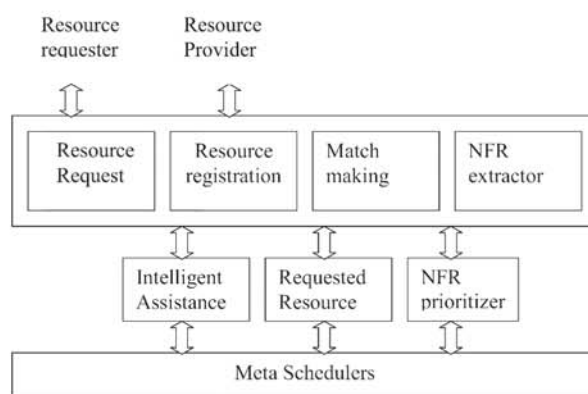 Resource
requester
Resource
Provider
Resource
Request
Resource
registration
Match
making
NFR
extractor
Intelligent
Assistance
Requested
Resource
NFR
prioritizer
Meta Schedulers